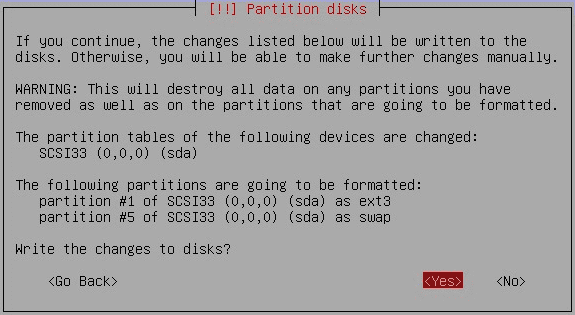 [!!] Partition disks
If you continue, the changes listed below will be written to the
disks. Otherwise, you will be able to make further changes manually.
WARNING: This will destroy all data on any partitions you have
removed as well as on the partitions that are going to be formatted.
The partition tables of the following devices are changed:
SCSI33 (0,0,0) (sda)
The following partitions are going to be formatted:
partition #1 of SCSI33 (0,0,0) (sda) as ext3
partition #5 of SCSI33 (0,0,0) (sda) as swap
Write the changes to disks?
<Go Back> <Yes> <No>